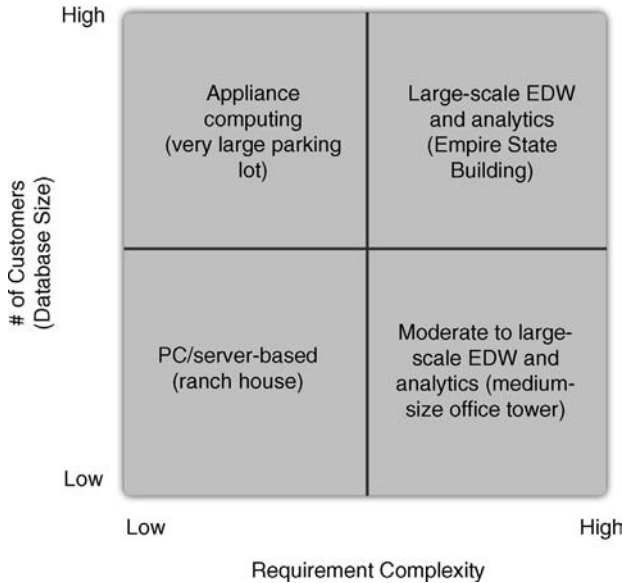 High
Appliance
computing
(very large parking
lot)
Large-scale EDW
and analytics
(Empire State
Building)
# of Customers
(Database Size)
PC/server-based
(ranch house)
Moderate to large-
scale EDW and
analytics (medium-
size office tower)
Low
Low
High
Requirement Complexity